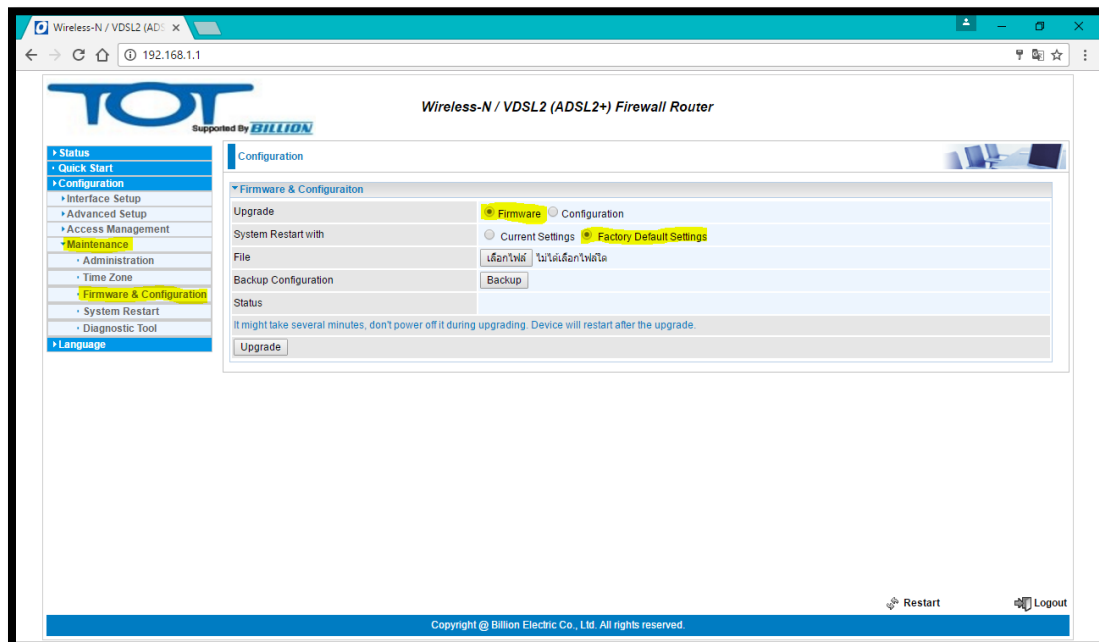 Wireless-N / VDSL2 (ADS
192.168.1.1
TOT
Supported By BILLION
Wireless-N / VDSL2 (ADSL2+) Firewall Router
Status
Quick Start
Configuration
Interface Setup
Advanced Setup
Access Management
Maintenance
Administration
Time Zone
Firmware & Configuration
System Restart
Diagnostic Tool
Language
Configuration
Firmware & Configuraiton
Upgrade Firmware Configuration
System Restart with Current Settings Factory Default Settings
File เลือกไฟล์ ไม่ได้เลือกไฟล์ใด
Backup Configuration Backup
Status
It might take several minutes, don't power off it during upgrading. Device will restart after the upgrade.
Upgrade
Restart Logout
Copyright @ Billion Electric Co., Ltd. All rights reserved.